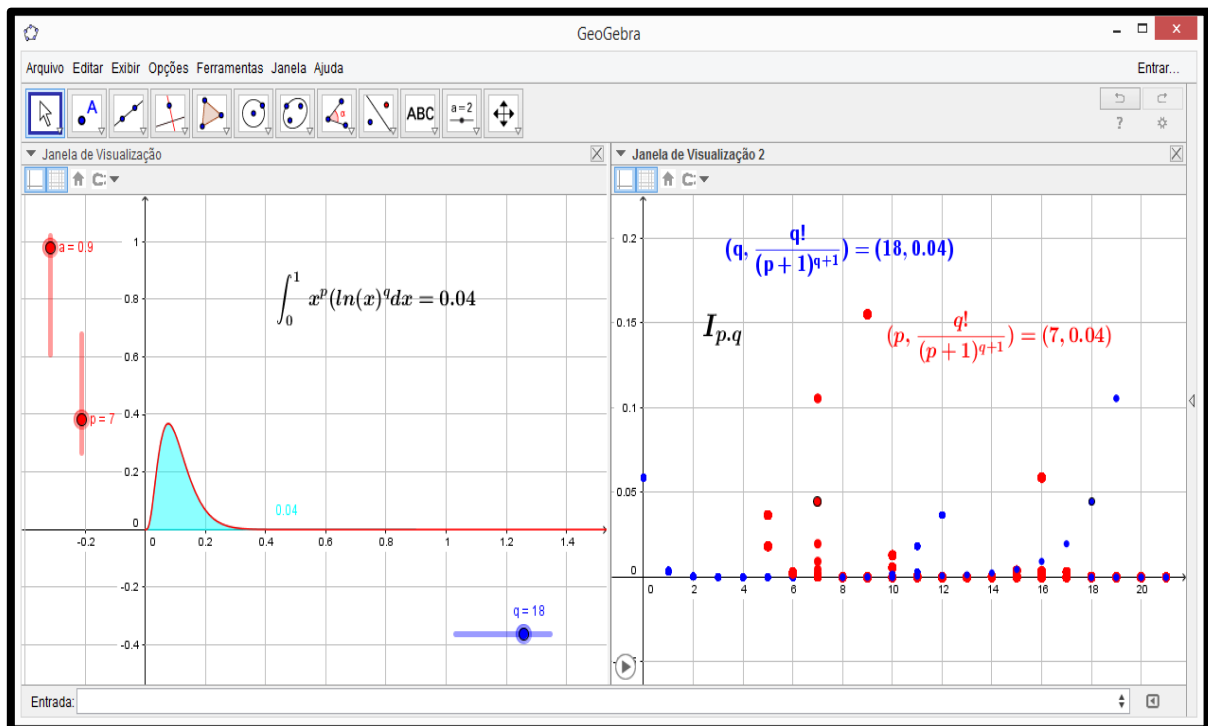 GeoGebra
Arquivo Editar Exibir Opções Ferramentas Janela Ajuda
Entrar...
A
α
ABC
a=2
?
Janela de Visualização
a = 0.9
p = 7
∫_0^1 x^p(ln(x)^q dx = 0.04
0.04
q = 18
1
0.8
0.6
0.4
0.2
0
-0.2
-0.4
-0.2
0
0.2
0.4
0.6
0.8
1
1.2
1.4
Janela de Visualização 2
(q, q!/(p+1)^{q+1}) = (18, 0.04)
I_{p.q}
(p, q!/(p+1)^{q+1}) = (7, 0.04)
0.2
0.15
0.1
0.05
0
0 2 4 6 8 10 12 14 16 18 20
Entrada: